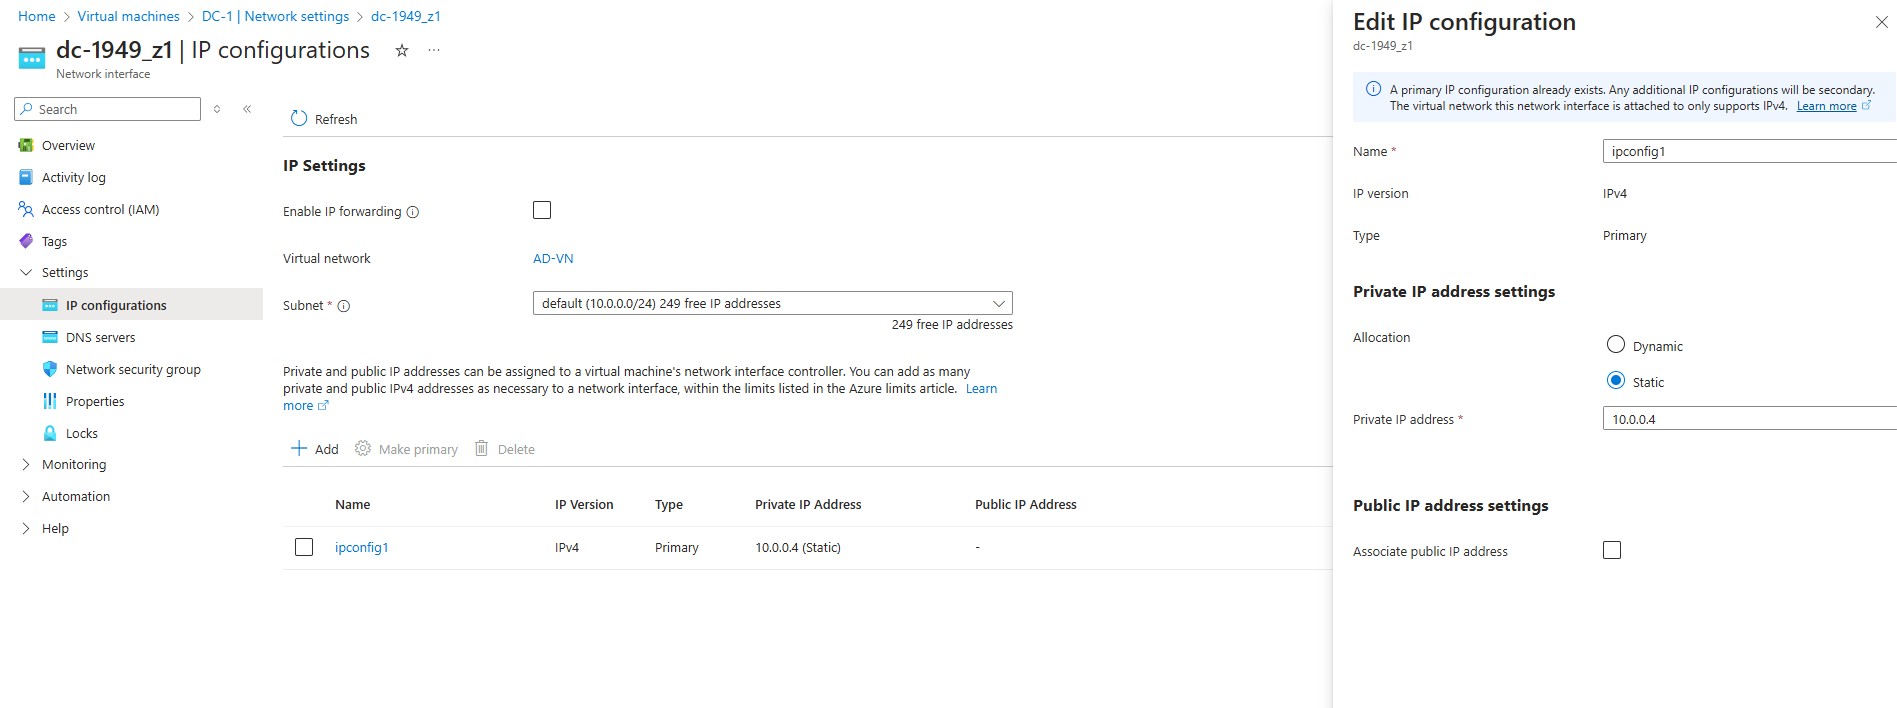 Home > Virtual machines > DC-1 | Network settings > dc-1949_z1
dc-1949_z1 | IP configurations
Network interface
Search
Overview
Activity log
Access control (IAM)
Tags
Settings
IP configurations
DNS servers
Network security group
Properties
Locks
Monitoring
Automation
Help
Refresh
IP Settings
Enable IP forwarding
Virtual network AD-VN
Subnet * default (10.0.0.0/24) 249 free IP addresses
249 free IP addresses
Private and public IP addresses can be assigned to a virtual machine's network interface controller. You can add as many
private and public IPv4 addresses as necessary to a network interface, within the limits listed in the Azure limits article. Learn
more
Add Make primary Delete
Name IP Version Type Private IP Address Public IP Address
ipconfig1 IPv4 Primary 10.0.0.4 (Static) -
Edit IP configuration
dc-1949_z1
A primary IP configuration already exists. Any additional IP configurations will be secondary.
The virtual network this network interface is attached to only supports IPv4. Learn more
Name * ipconfig1
IP version IPv4
Type Primary
Private IP address settings
Allocation
Dynamic
Static
Private IP address * 10.0.0.4
Public IP address settings
Associate public IP address